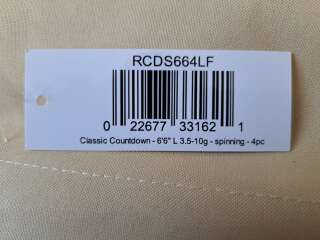 RCDS664LF
0 22677 33162 1
Classic Countdown - 6'6" L 3.5-10g - spinning - 4pc